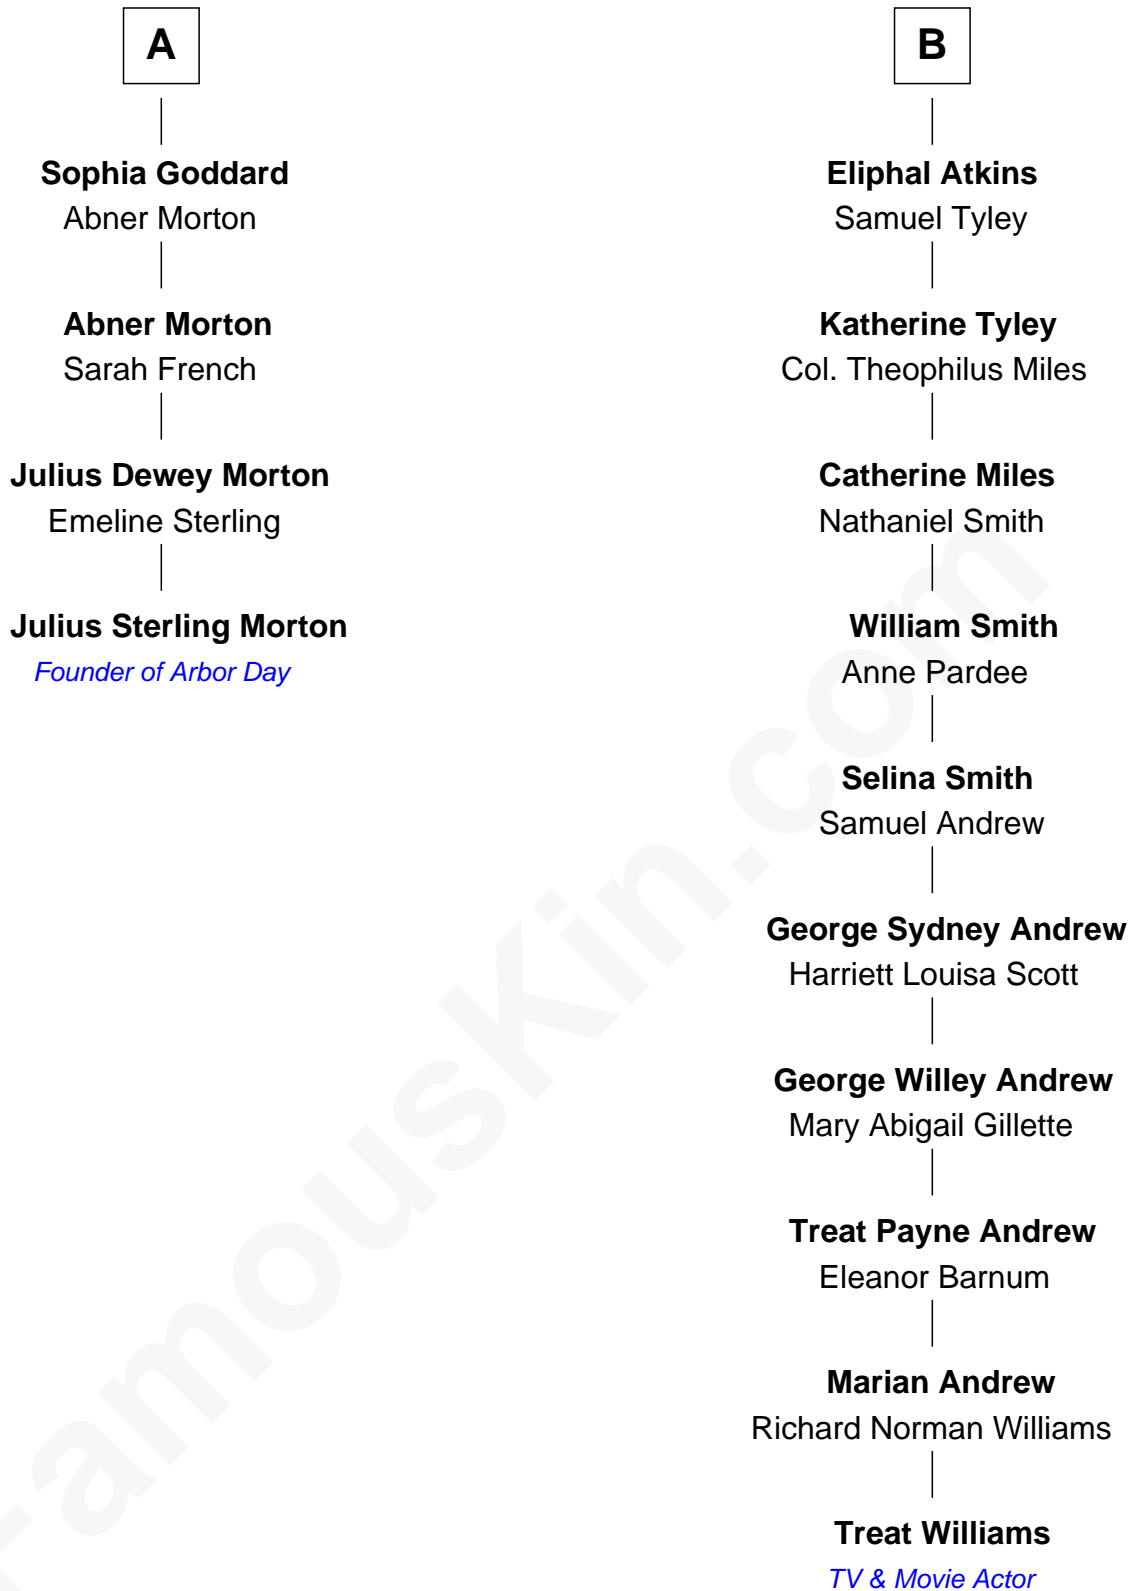 A
Sophia Goddard
Abner Morton
Abner Morton
Sarah French
Julius Dewey Morton
Emeline Sterling
Julius Sterling Morton
Founder of Arbor Day
B
Eliphal Atkins
Samuel Tyley
Katherine Tyley
Col. Theophilus Miles
Catherine Miles
Nathaniel Smith
William Smith
Anne Pardee
Selina Smith
Samuel Andrew
George Sydney Andrew
Harriett Louisa Scott
George Willey Andrew
Mary Abigail Gillette
Treat Payne Andrew
Eleanor Barnum
Marian Andrew
Richard Norman Williams
Treat Williams
TV & Movie Actor
FamousKin.com